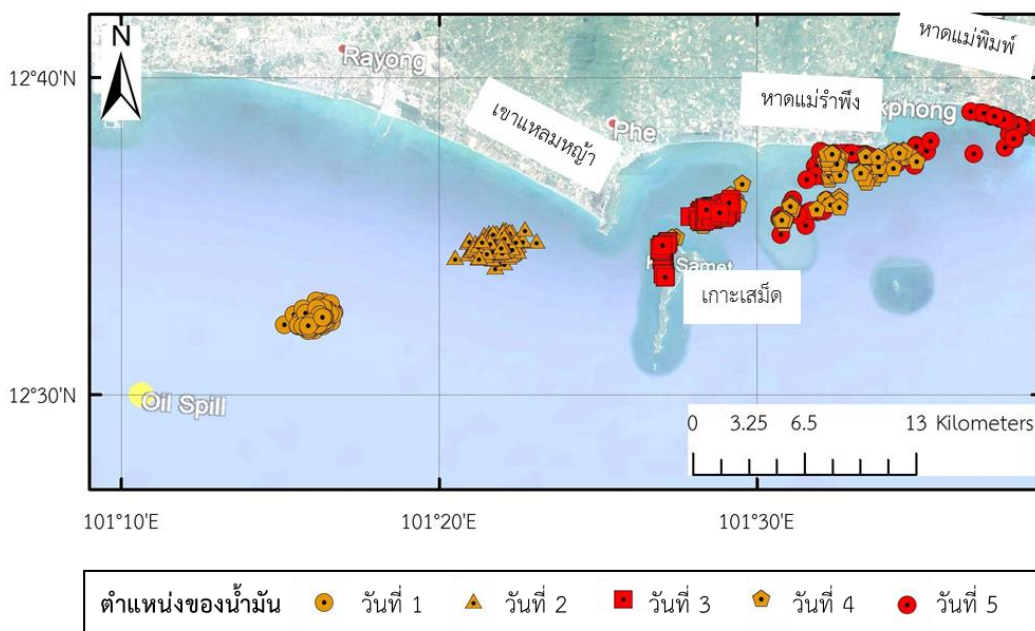 หาดแม่พิมพ์
N
Rayong
12°40'N
หาดแม่รำพึง
เขาแหลมหญ้า
Phe
Samet
เกาะเสม็ด
12°30'N
Oil Spill
0 3.25 6.5 13 Kilometers
101°10'E 101°20'E 101°30'E
ตำแหน่งของน้ำมัน วันที่ 1 วันที่ 2 วันที่ 3 วันที่ 4 วันที่ 5